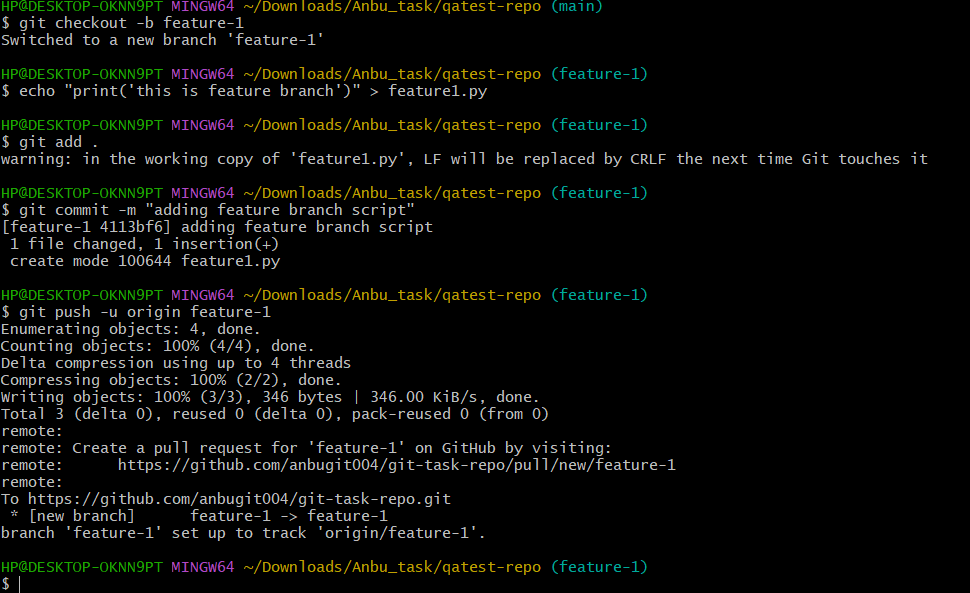 HP@DESKTOP-OKNN9PT MINGW64 ~/Downloads/Anbu_task/qatest-repo (main)
$ git checkout -b feature-1
Switched to a new branch 'feature-1'
HP@DESKTOP-OKNN9PT MINGW64 ~/Downloads/Anbu_task/qatest-repo (feature-1)
$ echo "print('this is feature branch')" > feature1.py
HP@DESKTOP-OKNN9PT MINGW64 ~/Downloads/Anbu_task/qatest-repo (feature-1)
$ git add .
warning: in the working copy of 'feature1.py', LF will be replaced by CRLF the next time Git touches it
HP@DESKTOP-OKNN9PT MINGW64 ~/Downloads/Anbu_task/qatest-repo (feature-1)
$ git commit -m "adding feature branch script"
[feature-1 4113bf6] adding feature branch script
 1 file changed, 1 insertion(+)
 create mode 100644 feature1.py
HP@DESKTOP-OKNN9PT MINGW64 ~/Downloads/Anbu_task/qatest-repo (feature-1)
$ git push -u origin feature-1
Enumerating objects: 4, done.
Counting objects: 100% (4/4), done.
Delta compression using up to 4 threads
Compressing objects: 100% (2/2), done.
Writing objects: 100% (3/3), 346 bytes | 346.00 KiB/s, done.
Total 3 (delta 0), reused 0 (delta 0), pack-reused 0 (from 0)
remote:
remote: Create a pull request for 'feature-1' on GitHub by visiting:
remote:      https://github.com/anbugit004/git-task-repo/pull/new/feature-1
remote:
To https://github.com/anbugit004/git-task-repo.git
 * [new branch]      feature-1 -> feature-1
branch 'feature-1' set up to track 'origin/feature-1'.
HP@DESKTOP-OKNN9PT MINGW64 ~/Downloads/Anbu_task/qatest-repo (feature-1)
$